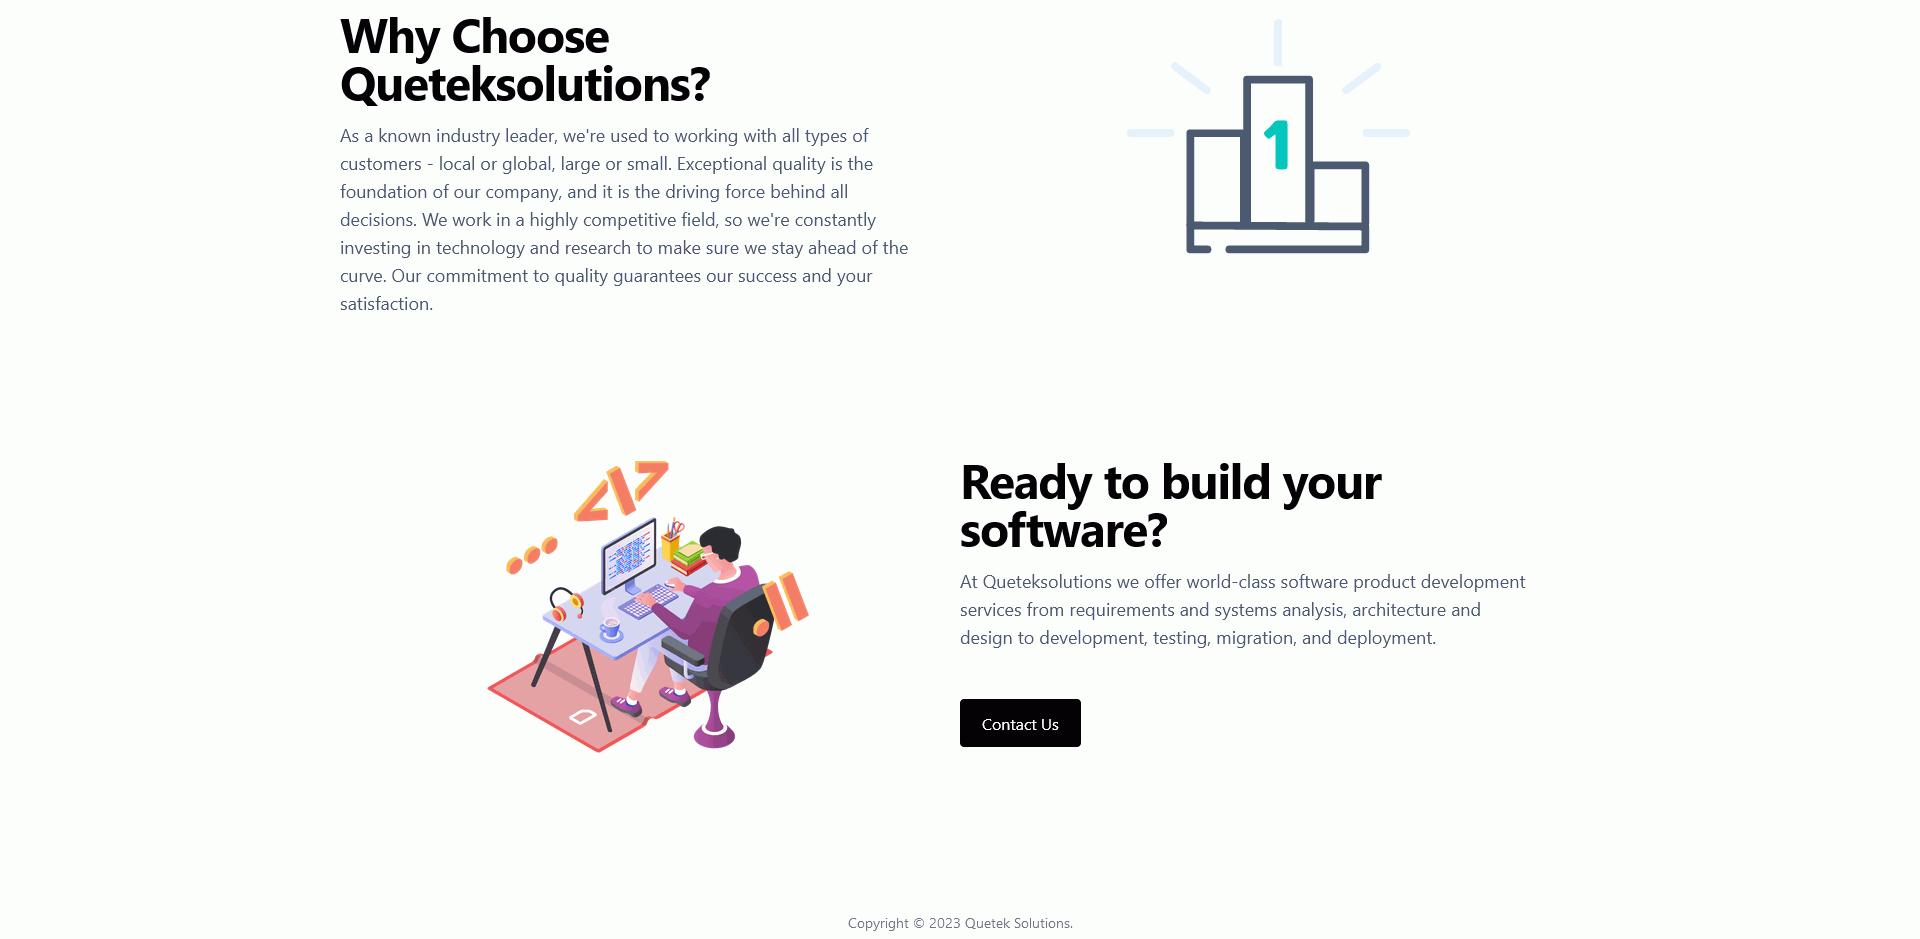 Why Choose
Queteksolutions?
As a known industry leader, we're used to working with all types of
customers - local or global, large or small. Exceptional quality is the
foundation of our company, and it is the driving force behind all
decisions. We work in a highly competitive field, so we're constantly
investing in technology and research to make sure we stay ahead of the
curve. Our commitment to quality guarantees our success and your
satisfaction.
1
Ready to build your
software?
At Queteksolutions we offer world-class software product development
services from requirements and systems analysis, architecture and
design to development, testing, migration, and deployment.
Contact Us
Copyright © 2023 Quetek Solutions.